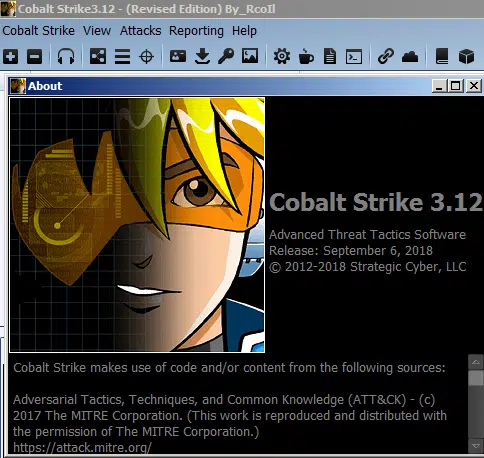 Cobalt Strike3.12 - (Revised Edition) By_RcoIl
Cobalt Strike View Attacks Reporting Help
About
Cobalt Strike 3.12
Advanced Threat Tactics Software
Release: September 6, 2018
© 2012-2018 Strategic Cyber, LLC
Cobalt Strike makes use of code and/or content from the following sources:
Adversarial Tactics, Techniques, and Common Knowledge (ATT&CK) - (c)
2017 The MITRE Corporation. (This work is reproduced and distributed with
the permission of The MITRE Corporation.)
https://attack.mitre.org/